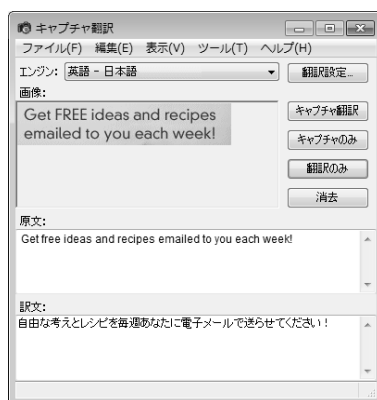 キャプチャ翻訳
ファイル(F) 編集(E) 表示(V) ツール(T) ヘルプ(H)
エンジン: 英語 - 日本語 翻訳設定...
画像:
Get FREE ideas and recipes
emailed to you each week!
キャプチャ翻訳
キャプチャのみ
翻訳のみ
消去
原文:
Get free ideas and recipes emailed to you each week!
訳文:
自由な考えとレシピを毎週あなたに電子メールで送らせてください!